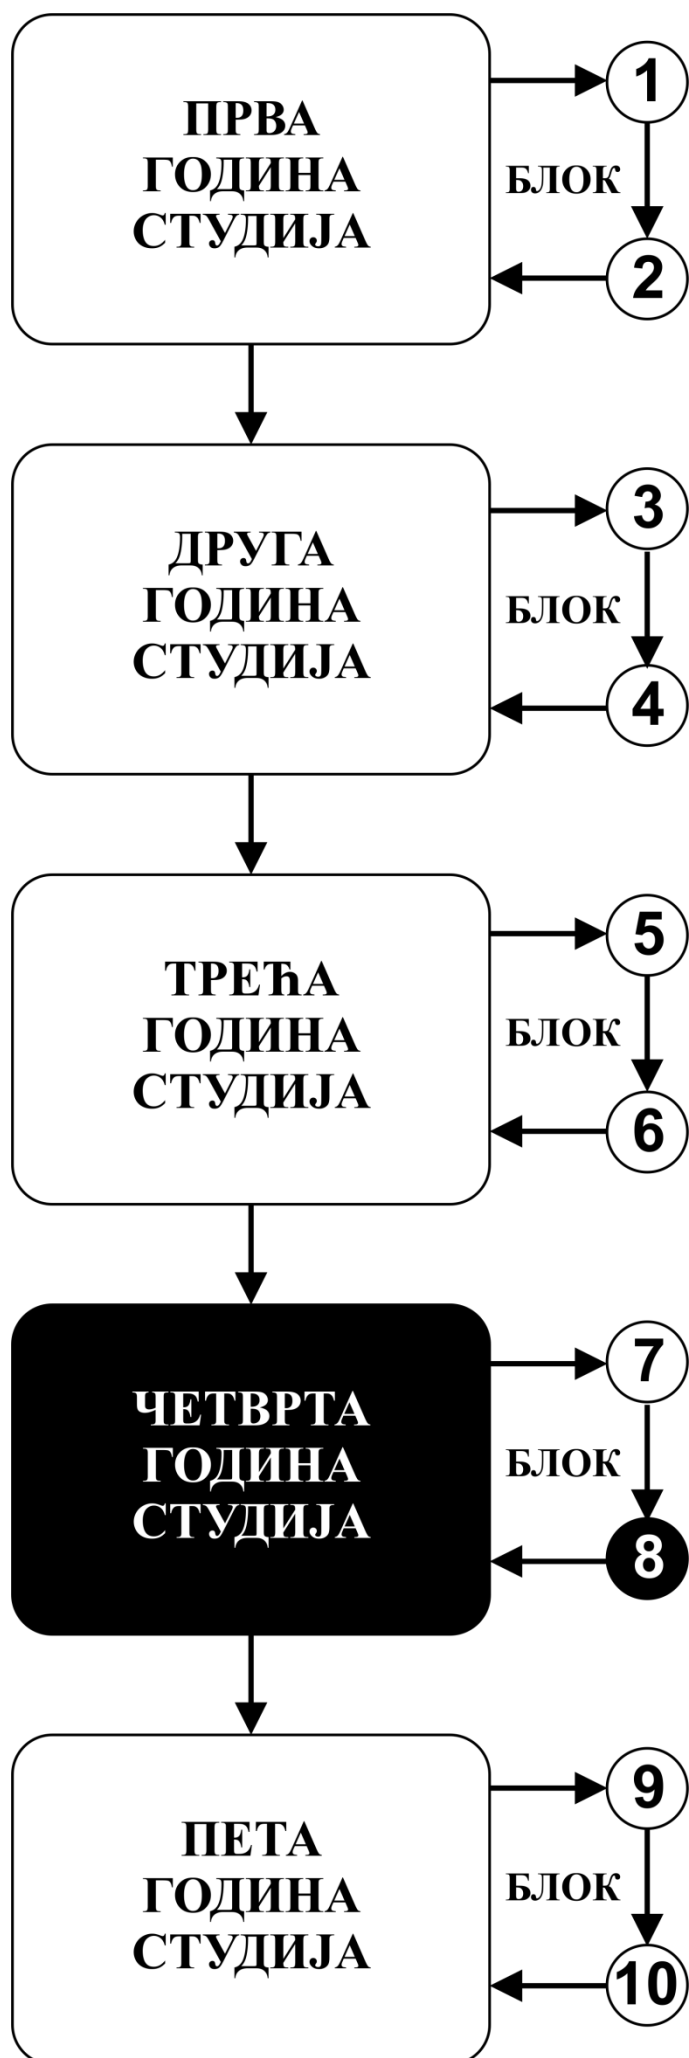 ПРВА
ГОДИНА
СТУДИЈА
1
БЛОК
2
ДРУГА
ГОДИНА
СТУДИЈА
3
БЛОК
4
ТРЕЋА
ГОДИНА
СТУДИЈА
5
БЛОК
6
ЧЕТВРТА
ГОДИНА
СТУДИЈА
7
БЛОК
8
ПЕТА
ГОДИНА
СТУДИЈА
9
БЛОК
10